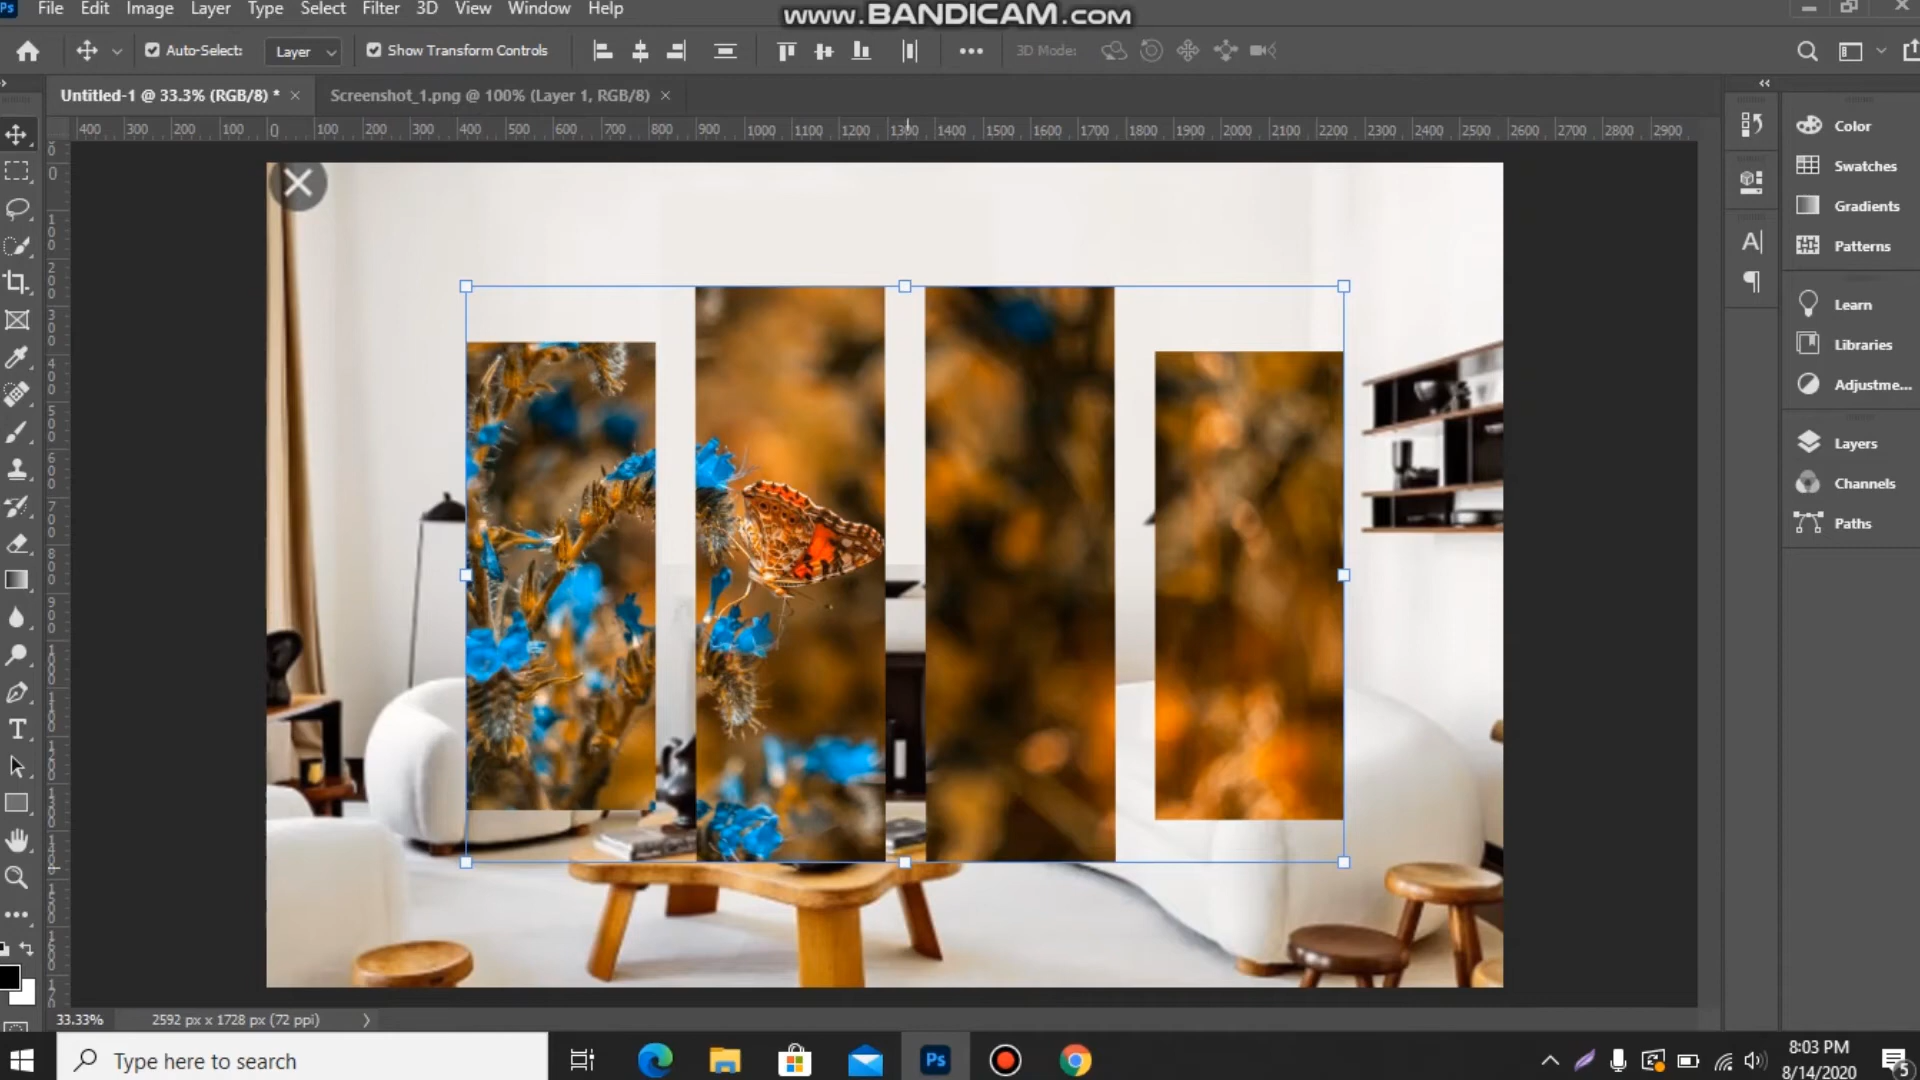 Ps File Edit Image Layer Type Select Filter 3D View Window Help
www.BANDICAM.com
Auto-Select: Layer Show Transform Controls 3D Mode:
Untitled-1 @ 33.3% (RGB/8) * × Screenshot_1.png @ 100% (Layer 1, RGB/8) ×
400 300 200 100 0 100 200 300 400 500 600 700 800 900 1000 1100 1200 1300 1400 1500 1600 1700 1800 1900 2000 2100 2200 2300 2400 2500 2600 2700 2800 2900
Color
Swatches
Gradients
Patterns
Learn
Libraries
Adjustme...
Layers
Channels
Paths
33.33% 2592 px x 1728 px (72 ppi)
Type here to search
Ps
8:03 PM
8/14/2020
5